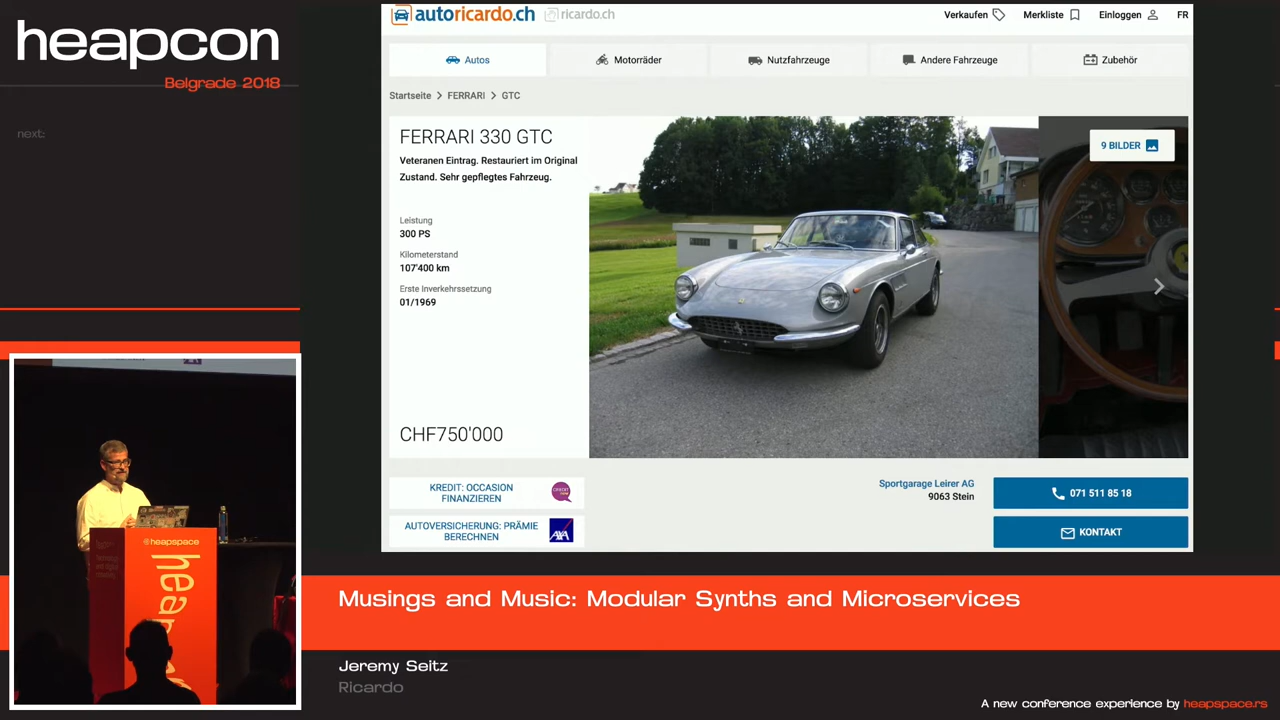 heapcon
Belgrade 2018
next:
autoricardo.ch
ricardo.ch
Verkaufen
Merkliste
Einloggen
FR
Autos
Motorräder
Nutzfahrzeuge
Andere Fahrzeuge
Zubehör
Startseite > FERRARI > GTC
FERRARI 330 GTC
Veteranen Eintrag. Restauriert im Original
Zustand. Sehr gepflegtes Fahrzeug.
Leistung
300 PS
Kilometerstand
107'400 km
Erste Inverkehrssetzung
01/1969
CHF750'000
9 BILDER
KREDIT: OCCASION
FINANZIEREN
AUTOVERSICHERUNG: PRÄMIE
BERECHNEN
AXA
Sportgarage Leirer AG
9063 Stein
071 511 85 18
KONTAKT
@heapspace
Musings and Music: Modular Synths and Microservices
Jeremy Seitz
Ricardo
A new conference experience by heapspace.rs